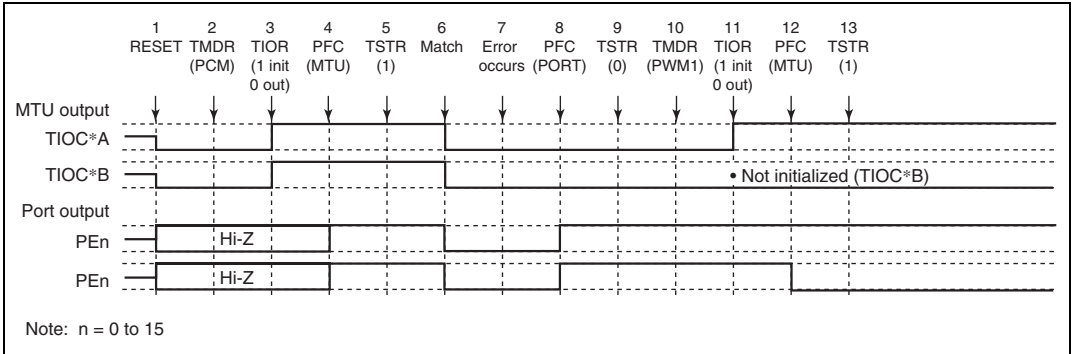 1 2 3 4 5 6 7 8 9 10 11 12 13
RESET TMDR TIOR PFC TSTR Match Error PFC TSTR TMDR TIOR PFC TSTR
(PCM) (1 init (MTU) (1) occurs (PORT) (0) (PWM1) (1 init (MTU) (1)
0 out) 0 out)
MTU output
TIOC*A
TIOC*B
• Not initialized (TIOC*B)
Port output
PEn Hi-Z
PEn Hi-Z
Note: n = 0 to 15